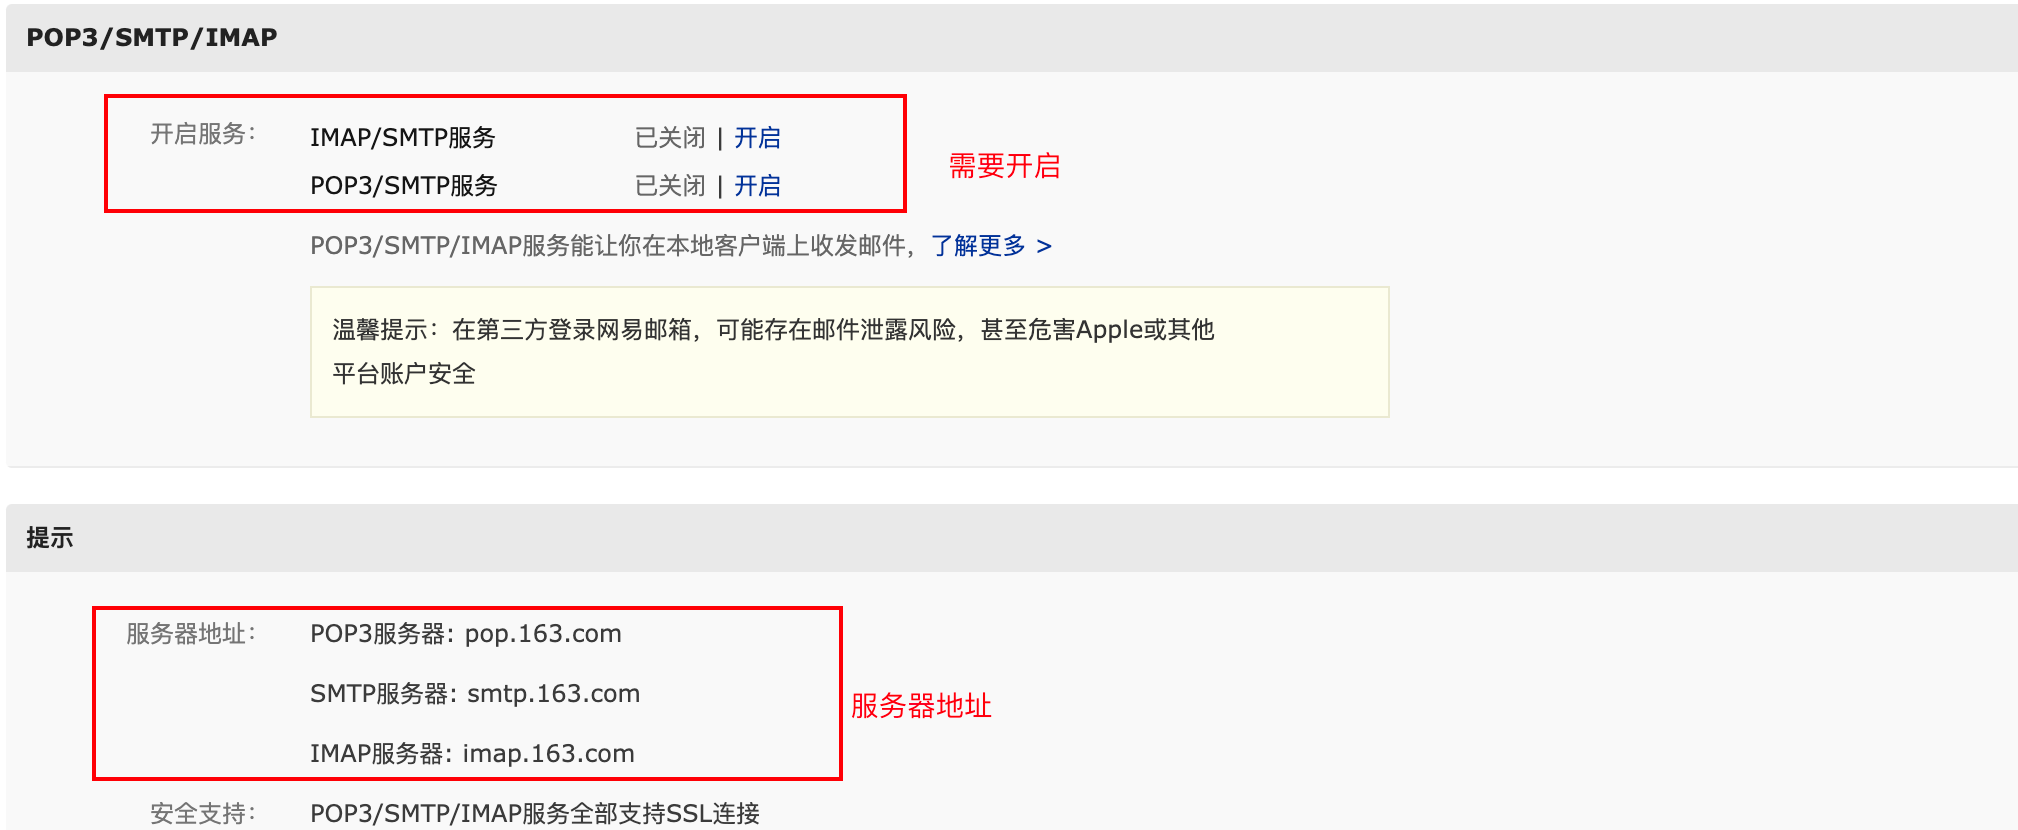 POP3/SMTP/IMAP
开启服务： IMAP/SMTP服务 已关闭 | 开启
需要开启
POP3/SMTP服务 已关闭 | 开启
POP3/SMTP/IMAP服务能让你在本地客户端上收发邮件，了解更多 >
温馨提示：在第三方登录网易邮箱，可能存在邮件泄露风险，甚至危害Apple或其他
平台账户安全
提示
服务器地址： POP3服务器: pop.163.com
SMTP服务器: smtp.163.com
服务器地址
IMAP服务器: imap.163.com
安全支持： POP3/SMTP/IMAP服务全部支持SSL连接